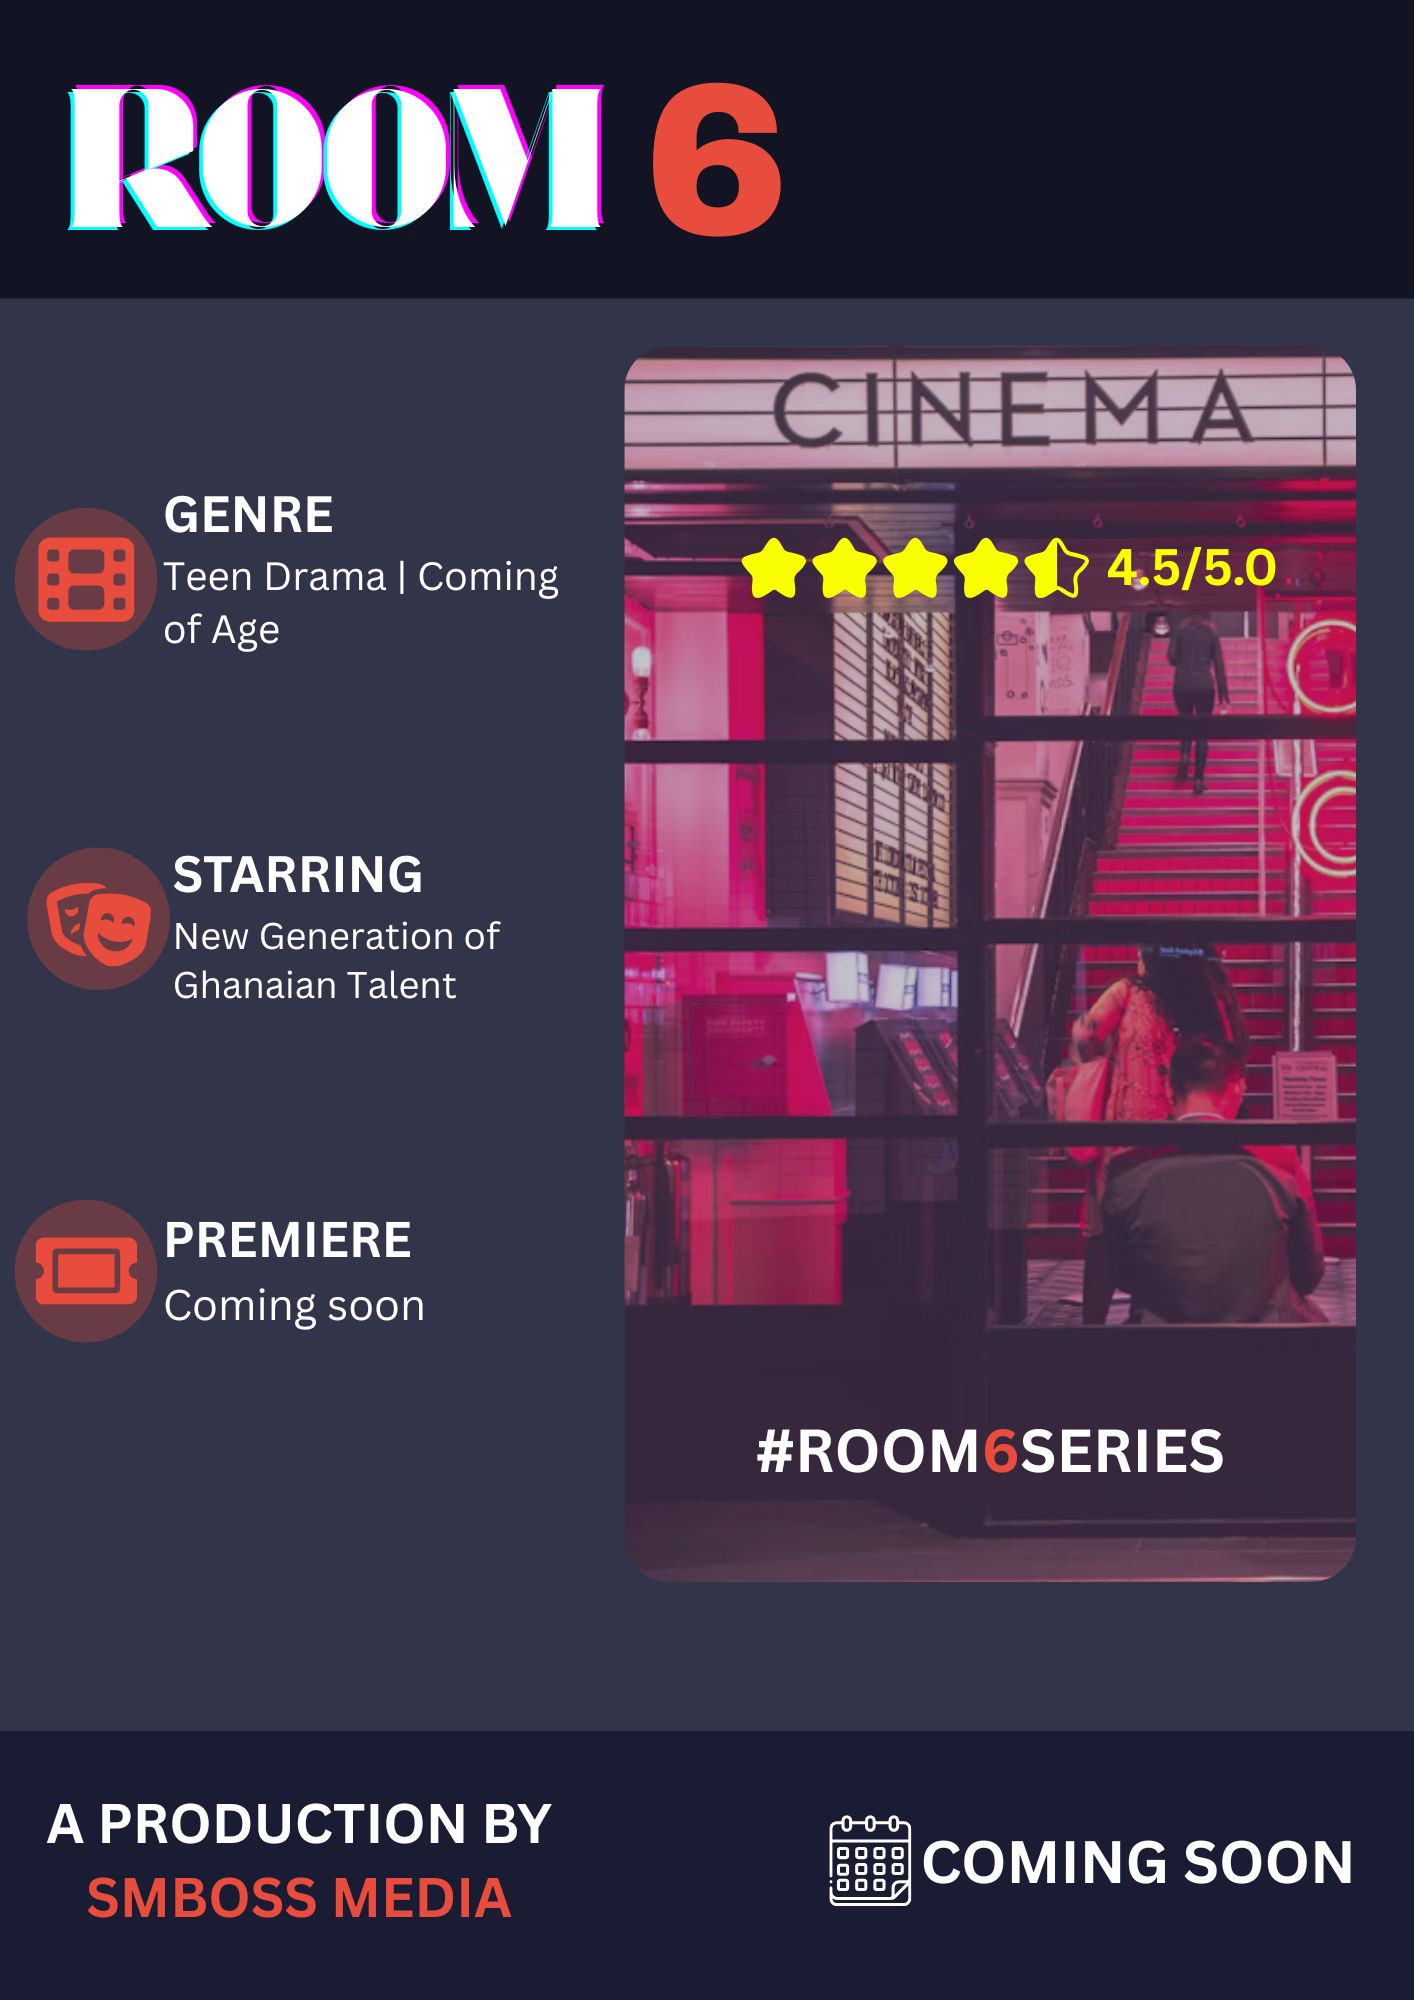 ROOM 6
GENRE
Teen Drama | Coming
of Age
STARRING
New Generation of
Ghanaian Talent
PREMIERE
Coming soon
CINEMA
4.5/5.0
#ROOM6SERIES
A PRODUCTION BY
SMBOSS MEDIA
COMING SOON